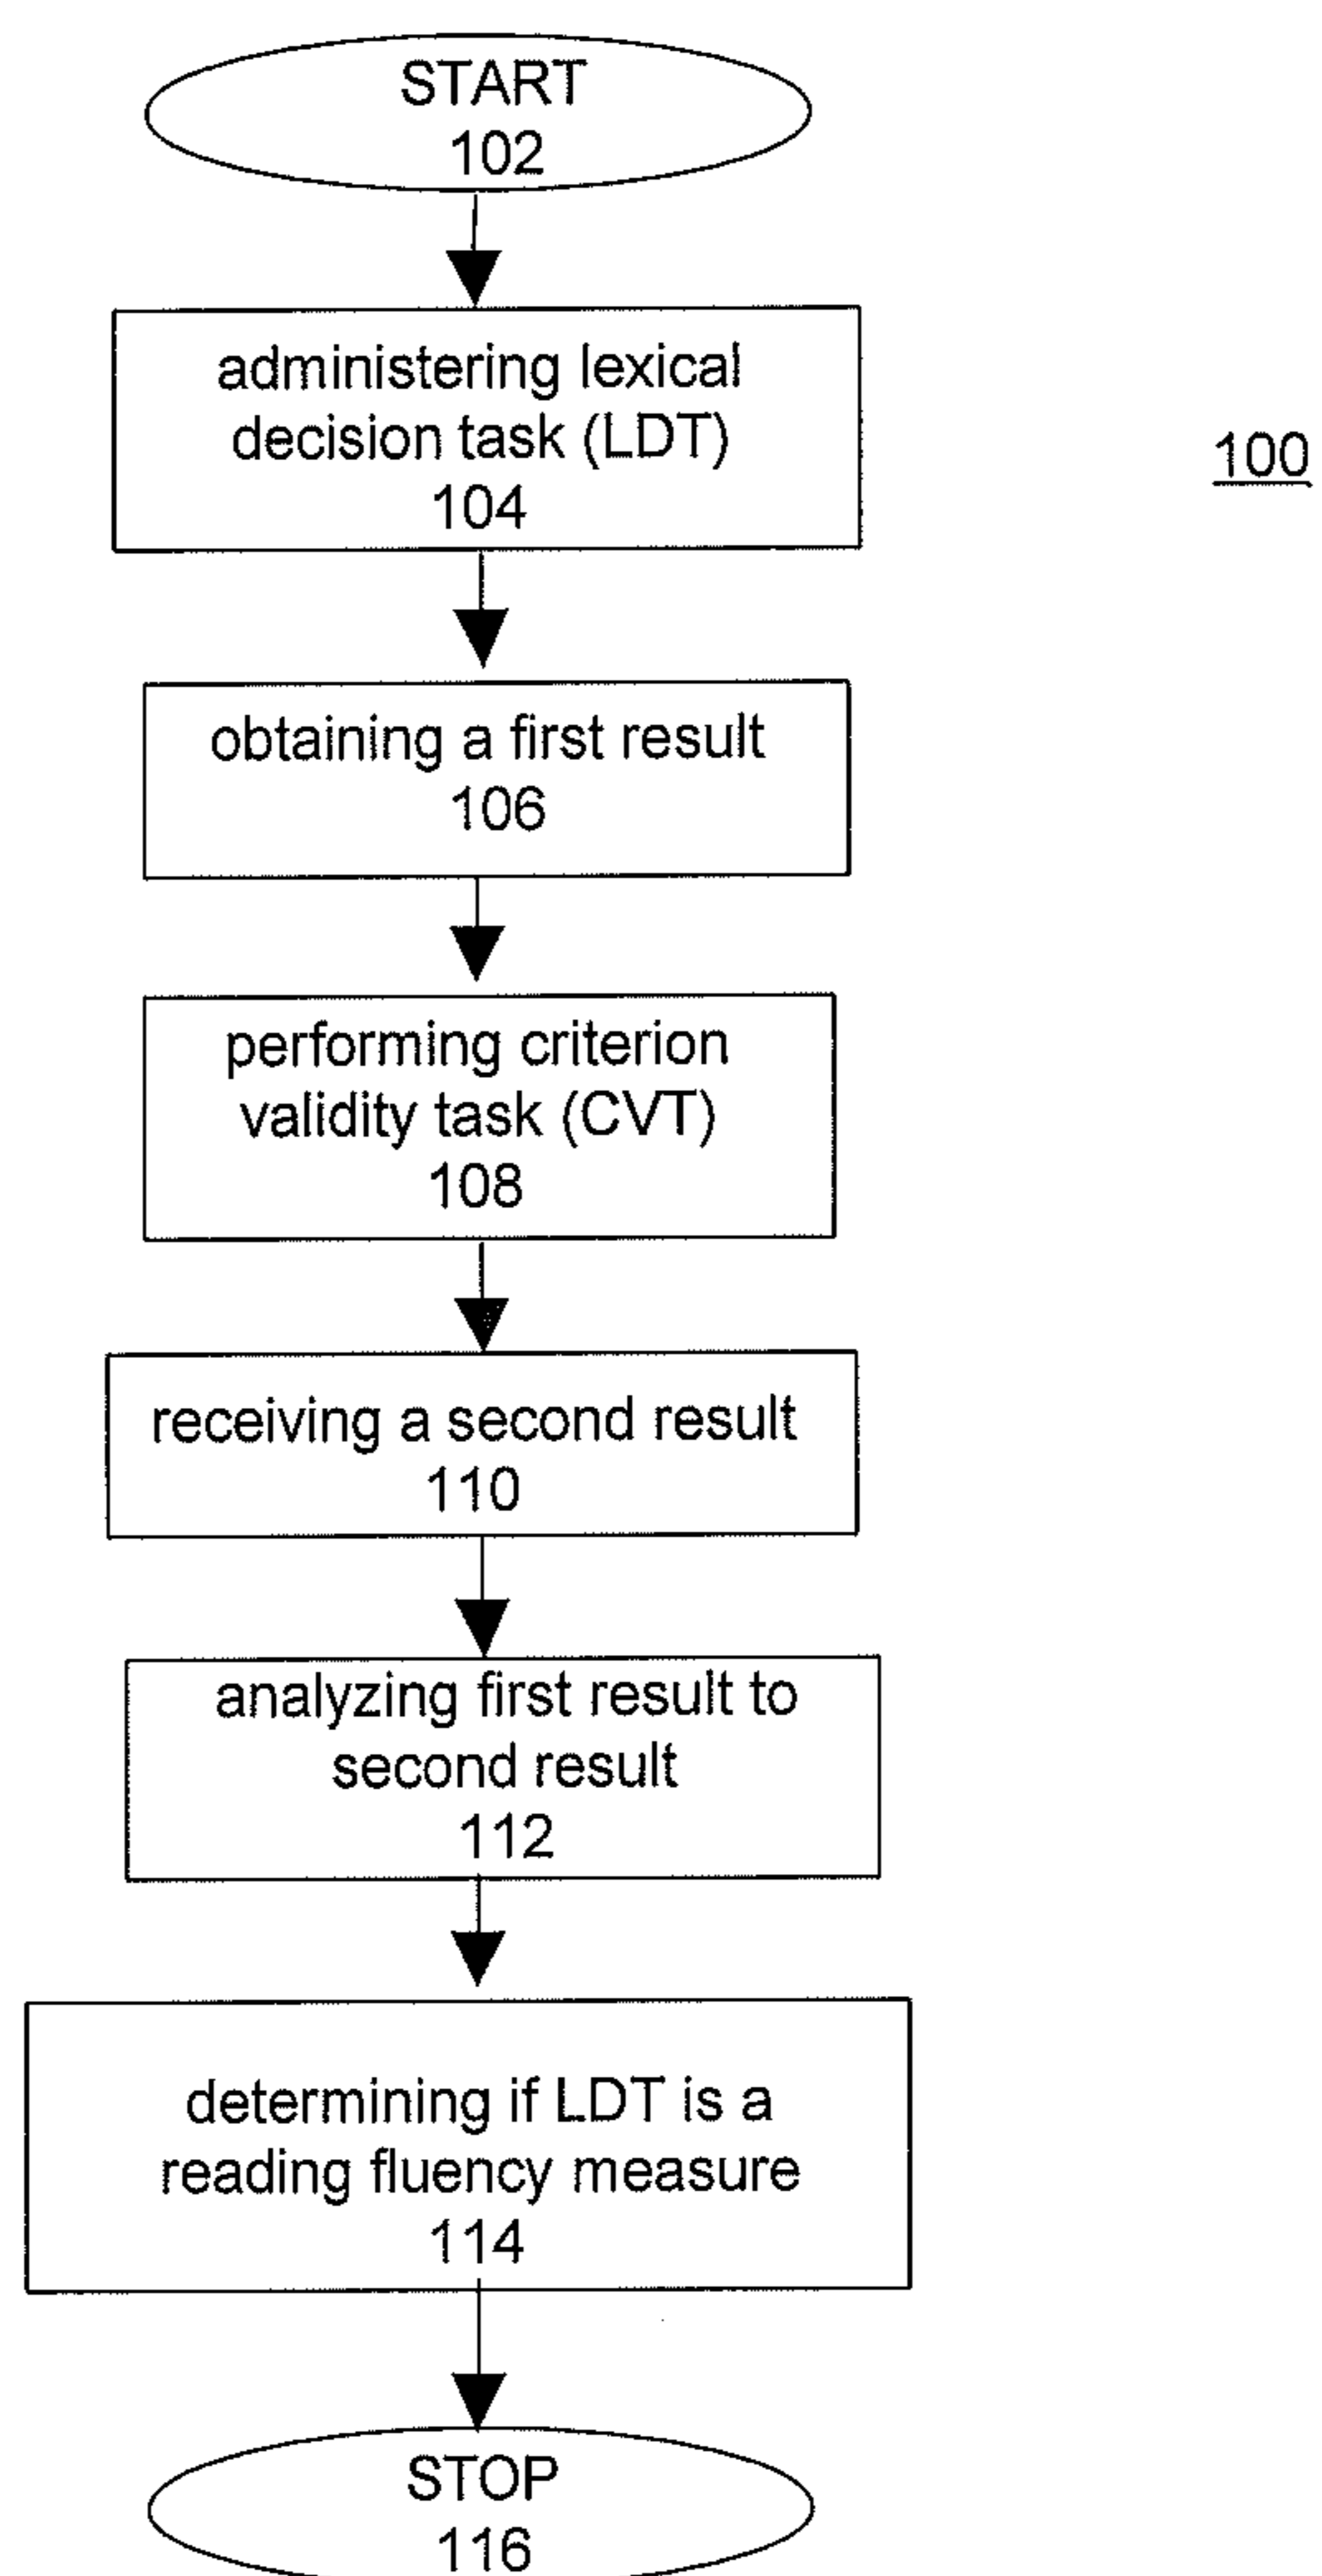 START
102
administering lexical
decision task (LDT)
104
100
obtaining a first result
106
performing criterion
validity task (CVT)
108
receiving a second result
110
analyzing first result to
second result
112
determining if LDT is a
reading fluency measure
114
STOP
116